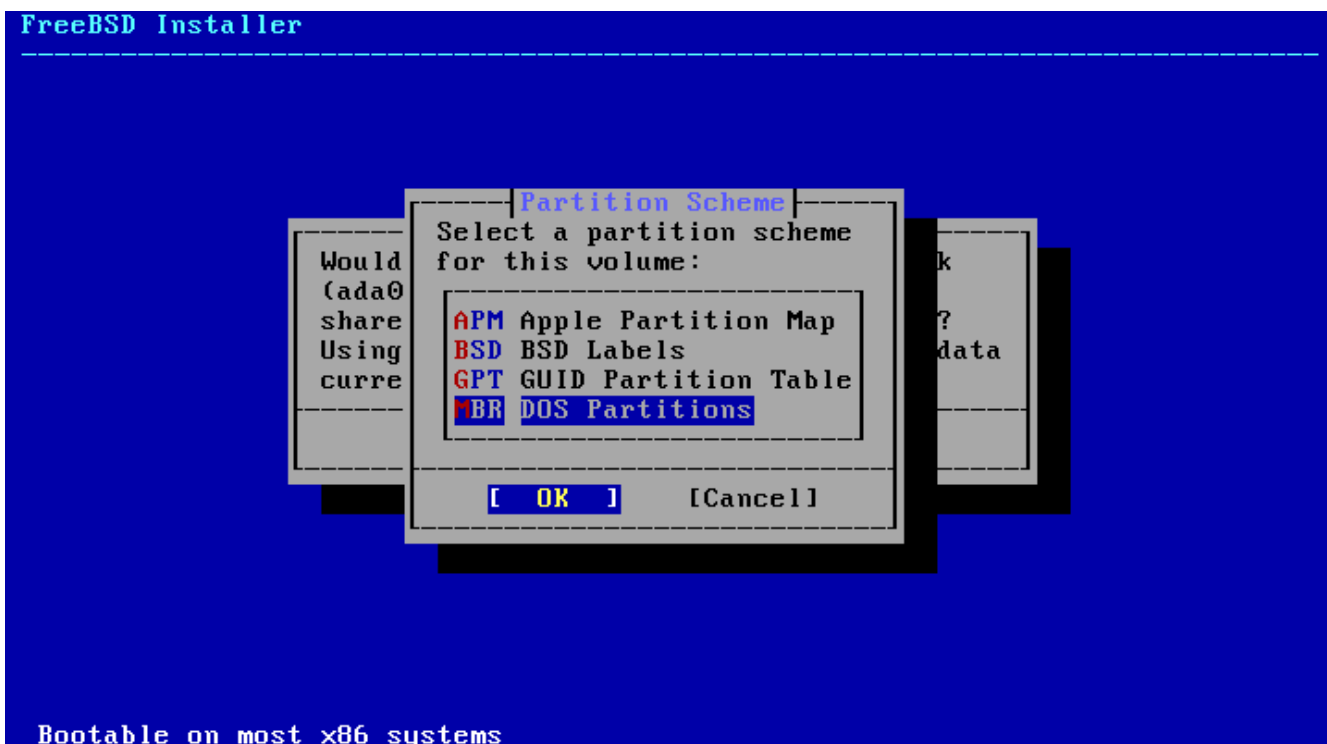 FreeBSD Installer
Partition Scheme
Select a partition scheme
for this volume:
Would
k
(ada0
share
?
Using
data
curre
APM Apple Partition Map
BSD BSD Labels
GPT GUID Partition Table
MBR DOS Partitions
[ OK ] [Cancel]
Bootable on most x86 systems